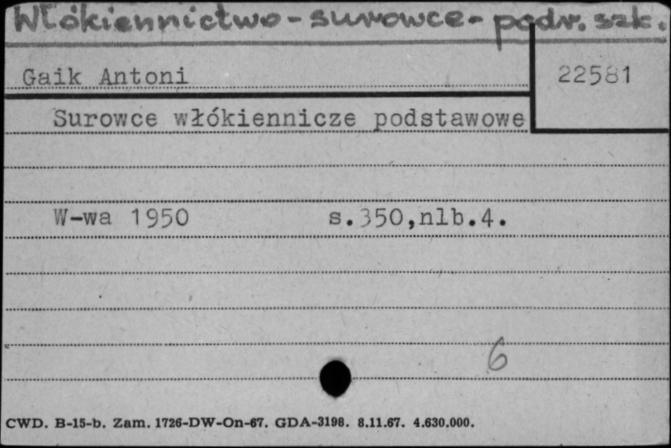 Włókiennictwo - surowce - podr. szk.
Gaik Antoni
22581
Surowce włókiennicze podstawowe
W-wa 1950 s.350,nlb.4.
6
CWD. B-15-b. Zam. 1726-DW-On-67. GDA-3198. 8.11.67. 4.630.000.